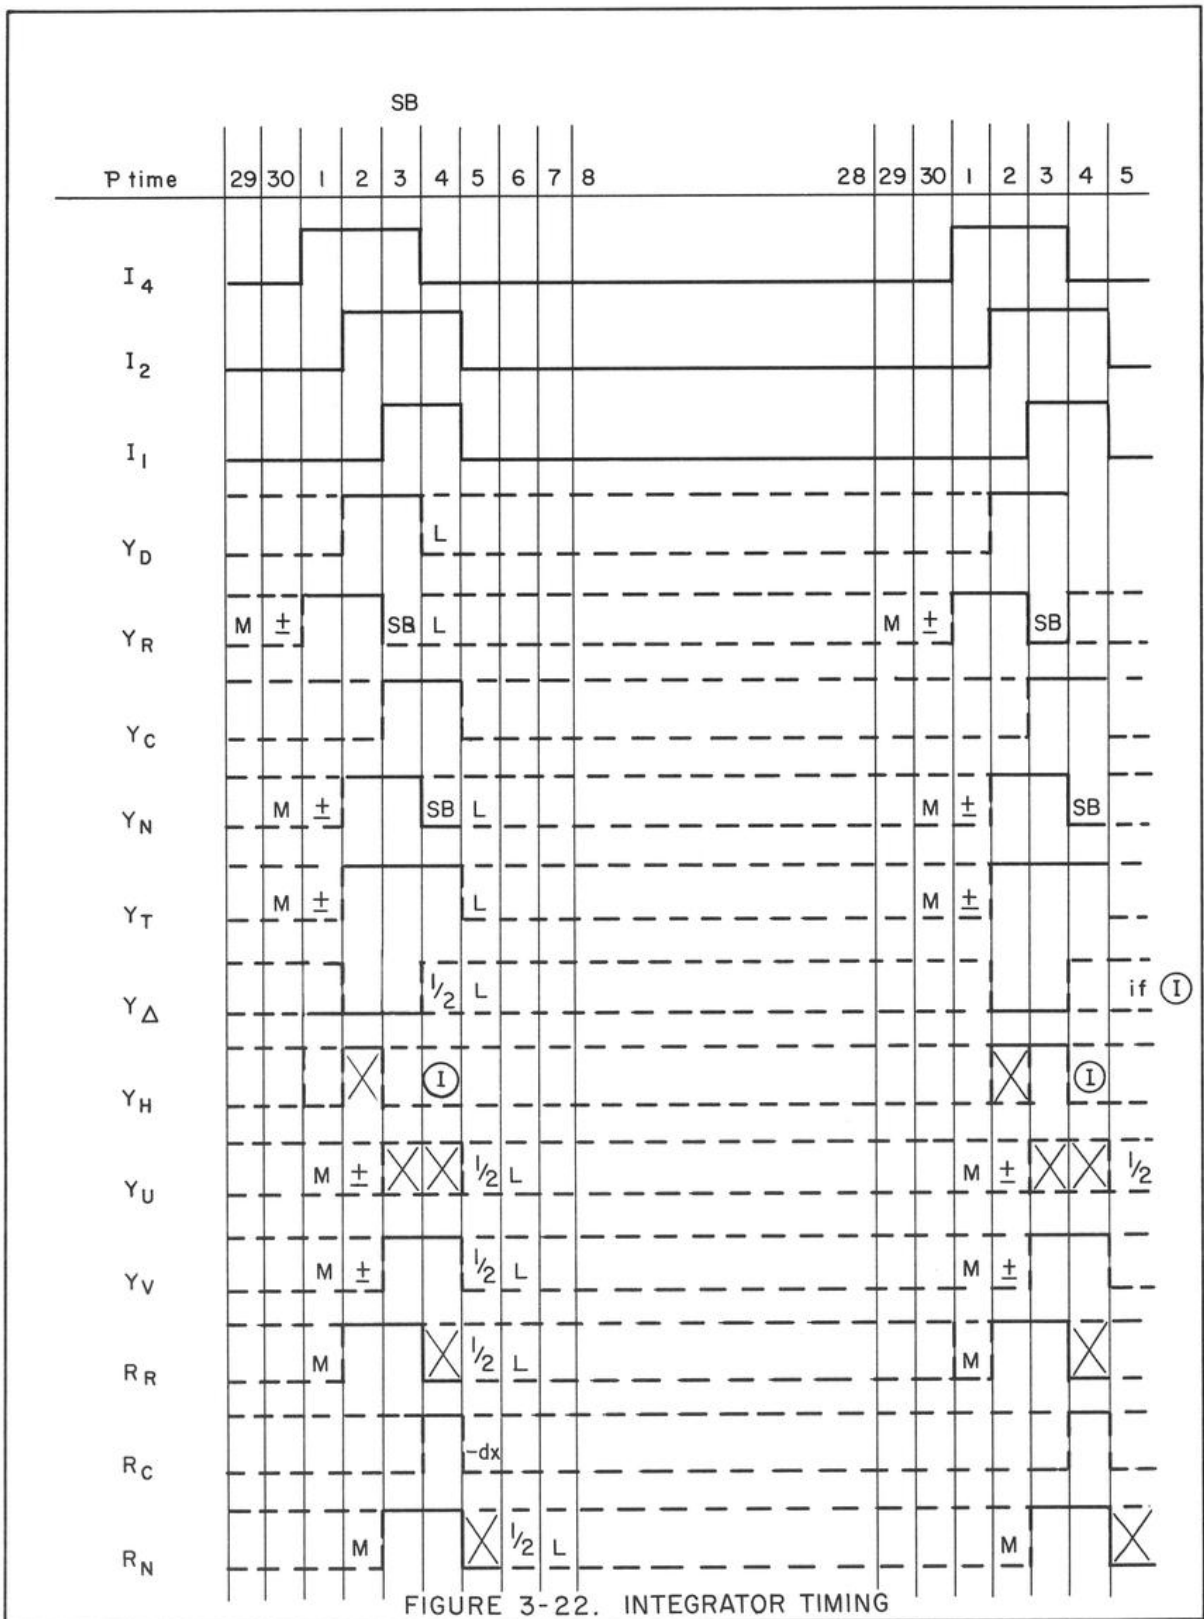 SB
P time 29 30 1 2 3 4 5 6 7 8 28 29 30 1 2 3 4 5
I4
I2
I1
YD L
YR M ± SB L M ± SB
YC
YN M ± SB L M ± SB
YT M ± L M ±
YΔ 1/2 L if Ⓘ
YH Ⓘ Ⓘ
YU M ± 1/2 L M ± 1/2
YV M ± 1/2 L M ±
RR M 1/2 L M
RC -dx
RN M 1/2 L M
FIGURE 3-22. INTEGRATOR TIMING